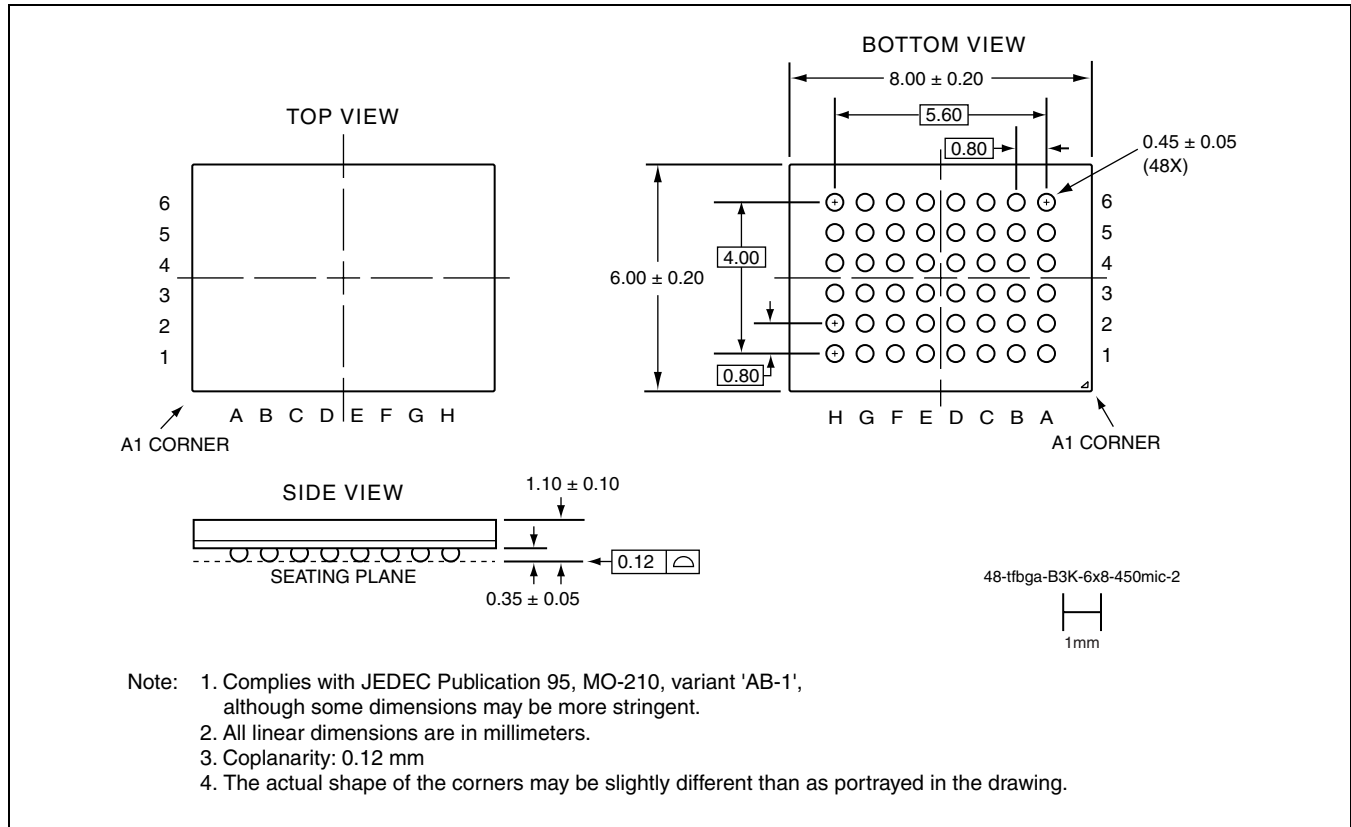 BOTTOM VIEW
8.00 ± 0.20
TOP VIEW
5.60
0.80
0.45 ± 0.05
(48X)
6
5
4
3
2
1
6.00 ± 0.20
4.00
0.80
6
5
4
3
2
1
A B C D E F G H
A1 CORNER
H G F E D C B A
A1 CORNER
SIDE VIEW
1.10 ± 0.10
0.12
SEATING PLANE
0.35 ± 0.05
48-tfbga-B3K-6x8-450mic-2
1mm
Note: 1. Complies with JEDEC Publication 95, MO-210, variant 'AB-1',
although some dimensions may be more stringent.
2. All linear dimensions are in millimeters.
3. Coplanarity: 0.12 mm
4. The actual shape of the corners may be slightly different than as portrayed in the drawing.